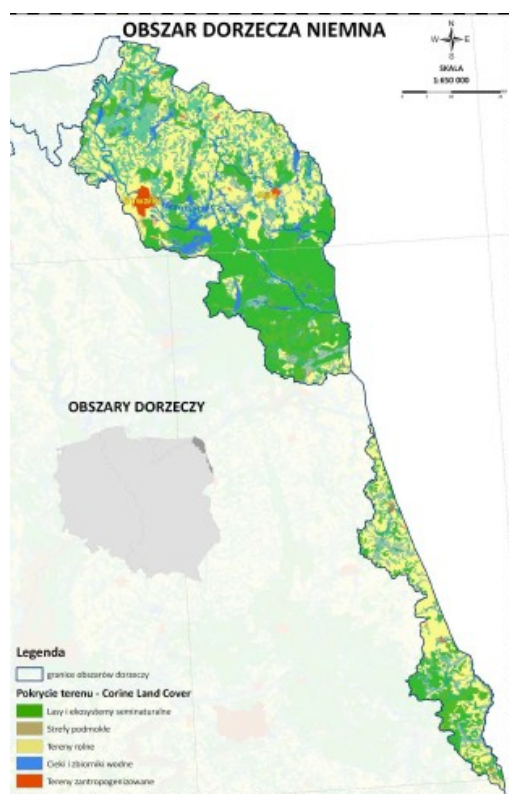 OBSZAR DORZECZA NIEMNA
N
W E
S
SKALA
1:650 000
OBSZARY DORZECZY
Legenda
granice obszarów dorzeczy
Pokrycie terenu - Corine Land Cover
Lasy i ekosystemy seminaturalne
Strefy podmokłe
Tereny rolne
Cieki i zbiorniki wodne
Tereny zantropogenizowane